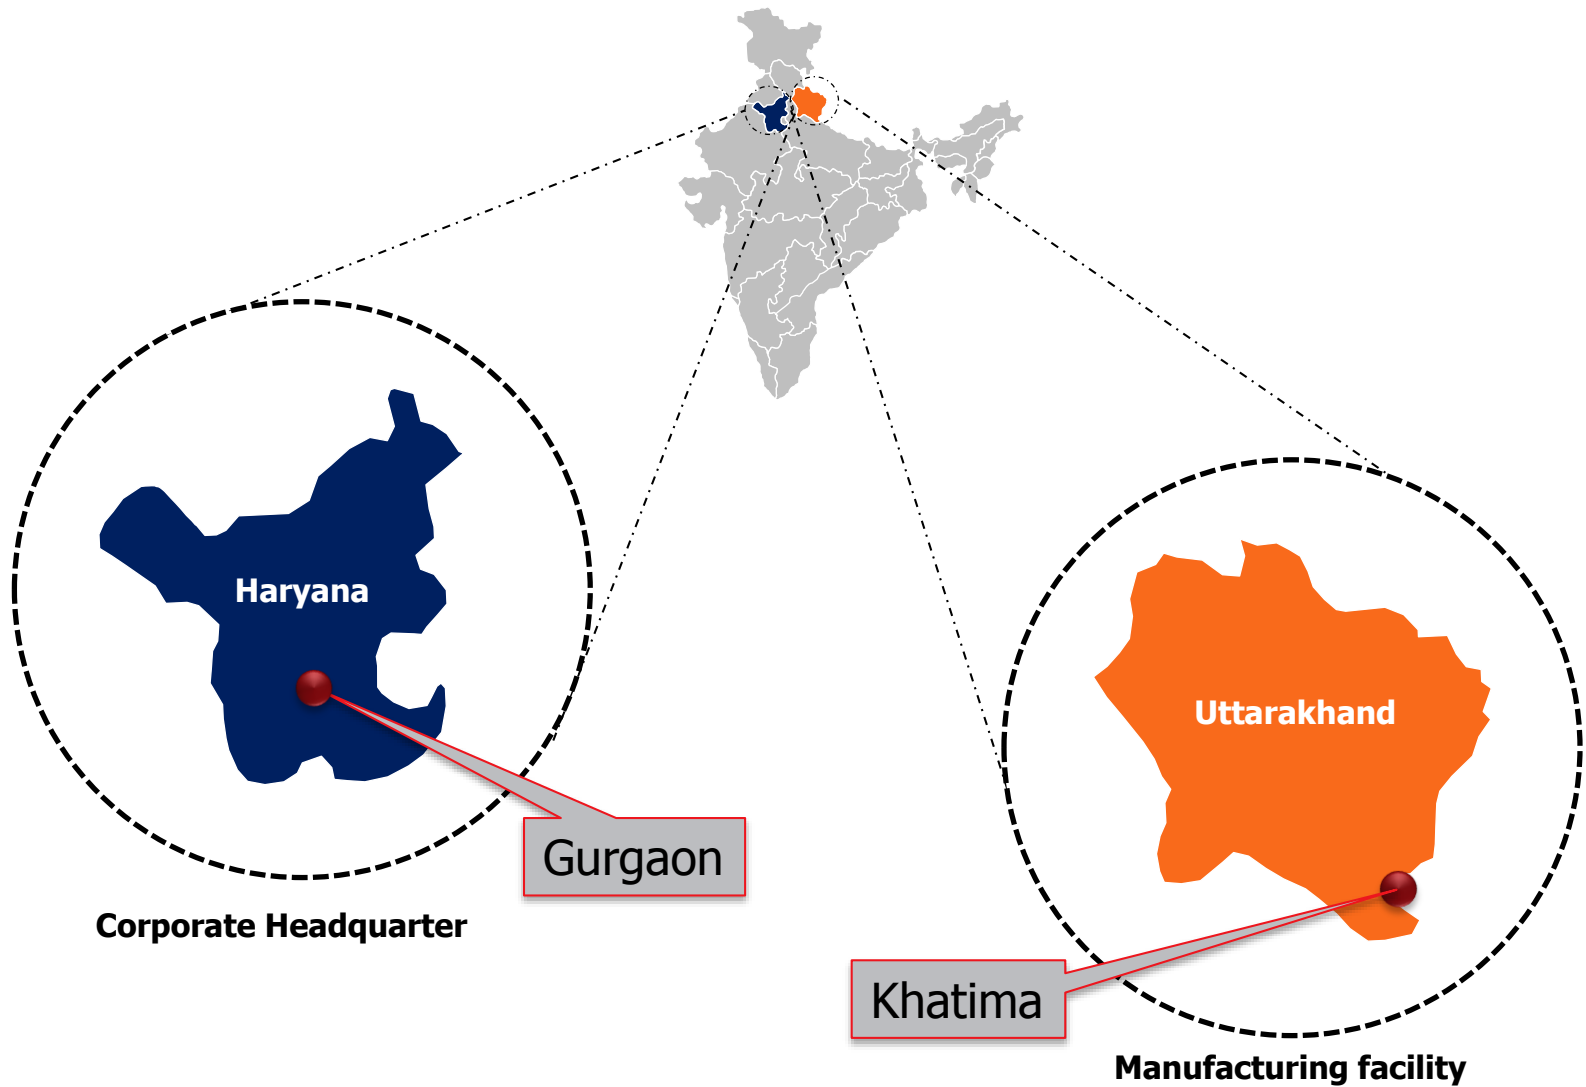 Haryana
Gurgaon
Corporate Headquarter
Uttarakhand
Khatima
Manufacturing facility